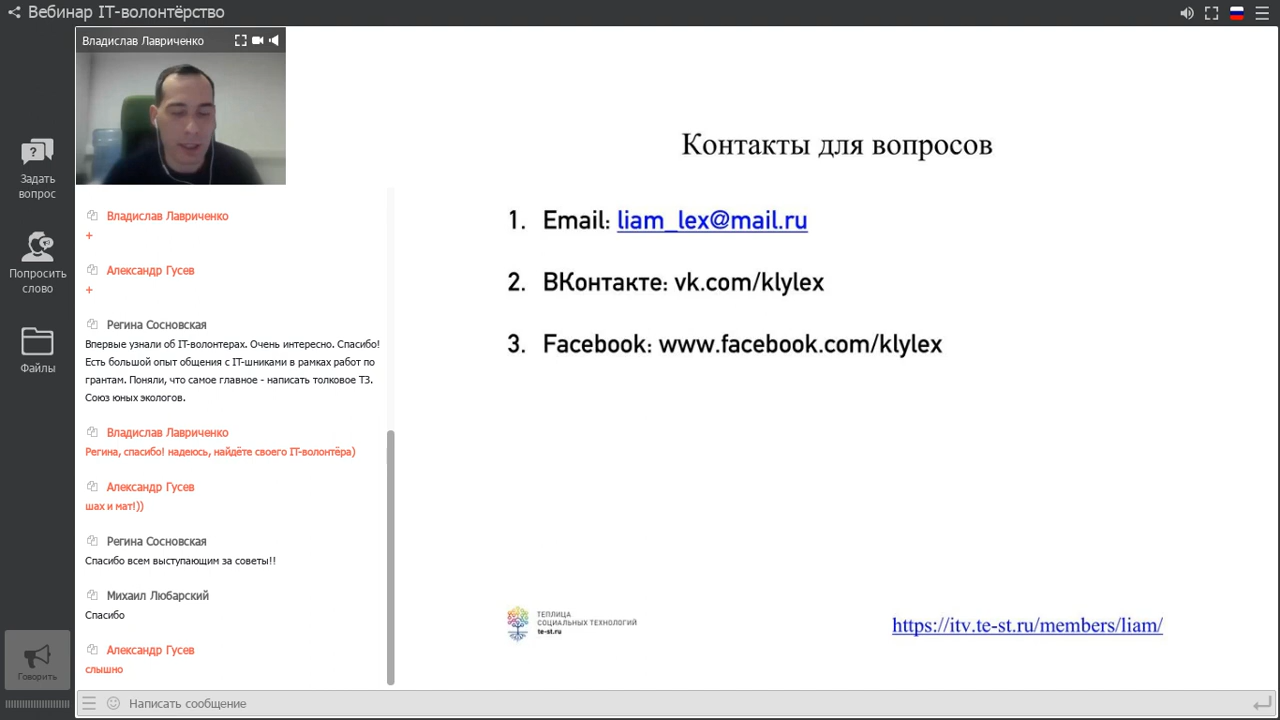 Вебинар IT-волонтёрство
Владислав Лавриченко
Задать
вопрос
Попросить
слово
Файлы
Говорить
Владислав Лавриченко
+
Александр Гусев
+
Регина Сосновская
Впервые узнали об IT-волонтерах. Очень интересно. Спасибо!
Есть большой опыт общения с IT-шниками в рамках работ по
грантам. Поняли, что самое главное - написать толковое ТЗ.
Союз юных экологов.
Владислав Лавриченко
Регина, спасибо! надеюсь, найдёте своего IT-волонтёра)
Александр Гусев
шах и мат!))
Регина Сосновская
Спасибо всем выступающим за советы!!
Михаил Любарский
Спасибо
Александр Гусев
слышно
Написать сообщение
Контакты для вопросов
1. Email: liam_lex@mail.ru
2. ВКонтакте: vk.com/klylex
3. Facebook: www.facebook.com/klylex
ТЕПЛИЦА
СОЦИАЛЬНЫХ ТЕХНОЛОГИЙ
te-st.ru
https://itv.te-st.ru/members/liam/